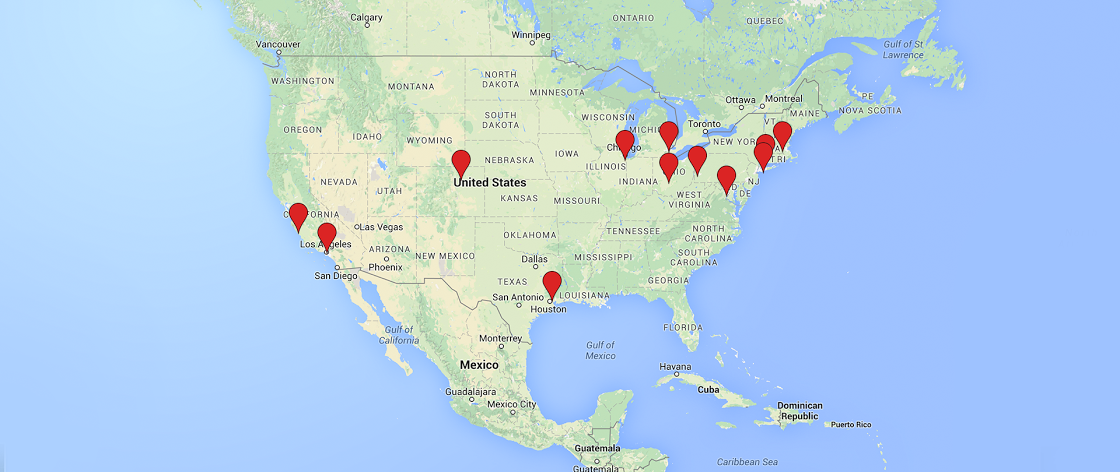 Calgary
ONTARIO
QUEBEC
Winnipeg
Vancouver
Gulf of St
Lawrence
WASHINGTON
NORTH
DAKOTA
MONTANA
MINNESOTA
Ottawa
Montreal
PE
MAINE
NOVA SCOTIA
OREGON
IDAHO
SOUTH
DAKOTA
WISCONSIN
Toronto
VT
WYOMING
NEW YORK
IOWA
NEBRASKA
ILLINOIS
United States
INDIANA
NJ
DE
NEVADA
UTAH
KANSAS
MISSOURI
WEST
VIRGINIA
Las Vegas
Los Angeles
ARIZONA
NEW MEXICO
OKLAHOMA
TENNESSEE
NORTH
CAROLINA
MISSISSIPPI
SOUTH
CAROLINA
Phoenix
San Diego
Dallas
TEXAS
GEORGIA
San Antonio
LOUISIANA
Houston
Gulf of
California
Monterrey
FLORIDA
Gulf of
Mexico
Mexico
Havana
Cuba
Guadalajara
Mexico City
Dominican
Republic
Puerto Rico
Guatemala
Guatemala
Caribbean Sea